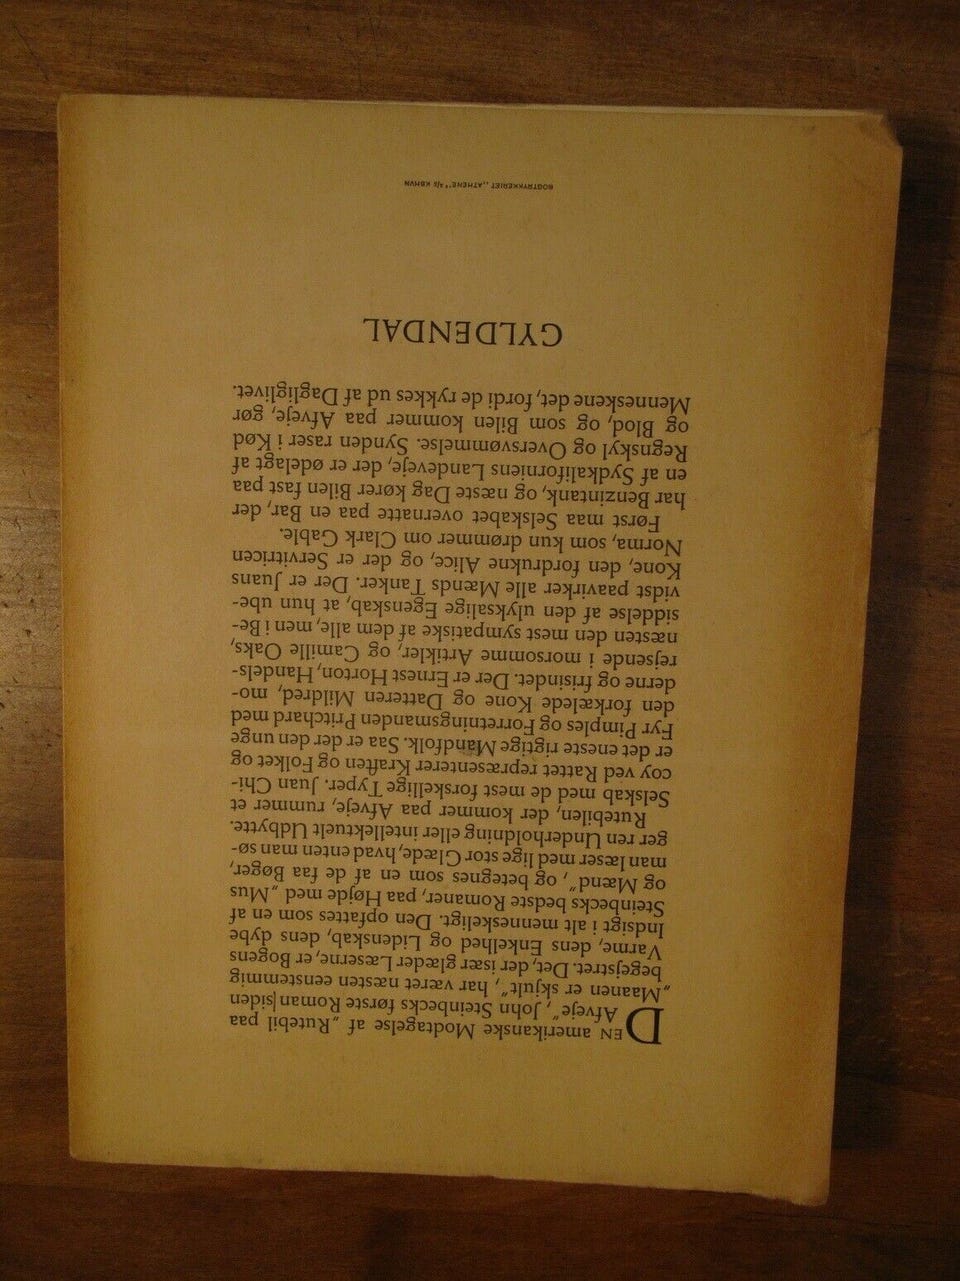 DEN amerikanske Modtagelse af „Rutebil paa
Afveje“, John Steinbecks første Roman siden
„Maanen er skjult“, har været næsten eenstemmig
begejstret. Det, der især glæder Læserne, er Bogens
Varme, dens Enkelhed og Lidenskab, dens dybe
Indsigt i alt menneskeligt. Den opfattes som en af
Steinbecks bedste Romaner, paa Højde med „Mus
og Mænd“, og betegnes som en af de faa Bøger,
man læser med lige stor Glæde, hvad enten man sø-
ger ren Underholdning eller intellektuelt Udbytte.
Rutebilen, der kommer paa Afveje, rummer et
Selskab med de mest forskellige Typer. Juan Chi-
coy ved Rattet repræsenterer Kraften og Folket og
er det eneste rigtige Mandfolk. Saa er der den unge
Fyr Pimples og Forretningsmanden Pritchard med
den forkælede Kone og Datteren Mildred, mo-
derne og frisindet. Der er Ernest Horton, Handels-
rejsende i morsomme Artikler, og Camille Oaks,
næsten den mest sympatiske af dem alle, men i Be-
siddelse af den ulyksalige Egenskab, at hun ube-
vidst paavirker alle Mænds Tanker. Der er Juans
Kone, den fordrukne Alice, og der er Servitricen
Norma, som kun drømmer om Clark Gable.
Først maa Selskabet overnatte paa en Bar, der
har Benzintank, og næste Dag kører Bilen fast paa
en af Sydkaliforniens Landeveje, der er ødelagt af
Regnskyl og Oversvømmelse. Synden raser i Kød
og Blod, og som Bilen kommer paa Afveje, gør
Menneskene det, fordi de rykkes ud af Dagliglivet.
GYLDENDAL
BOGTRYKKERIET „ATHENE“ A/S KBHVN